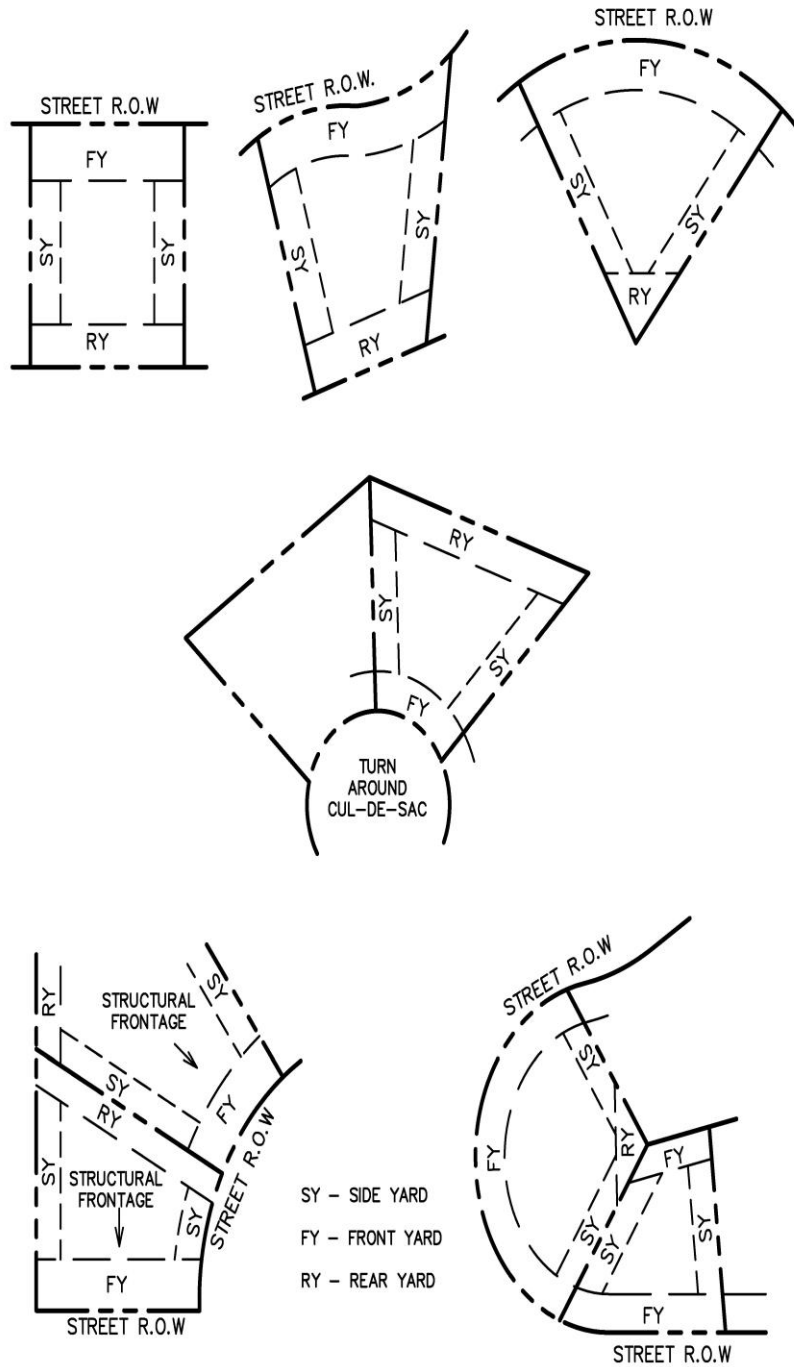 STREET R.O.W
FY
SY
SY
RY
STREET R.O.W.
FY
SY
SY
RY
STREET R.O.W
FY
SY
SY
RY
RY
SY
SY
FY
TURN
AROUND
CUL-DE-SAC
RY
SY
STRUCTURAL
FRONTAGE
SY
RY
FY
STREET R.O.W
SY
STRUCTURAL
FRONTAGE
SY
FY
STREET R.O.W
SY - SIDE YARD
FY - FRONT YARD
RY - REAR YARD
STREET R.O.W
SY
FY
RY
FY
SY
SY
SY
FY
STREET R.O.W